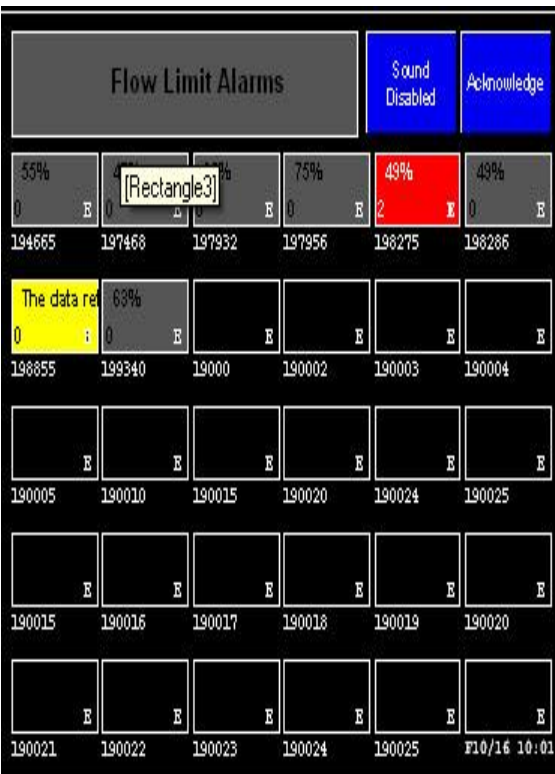 Flow Limit Alarms
Sound
Disabled
Acknowledge
55% 75% 49% 49%
[Rectangle3]
0 E 0 E 0 E 0 E 2 E 0 E
194665 197468 197932 197956 198275 198286
The data ret 63%
0 0 E E E E E
198855 199340 19000 190002 190003 190004
E E E E E E
190005 190010 190015 190020 190024 190025
E E E E E E
190015 190016 190017 190018 190019 190020
E E E E E E
190021 190022 190023 190024 190025 F10/16 10:01